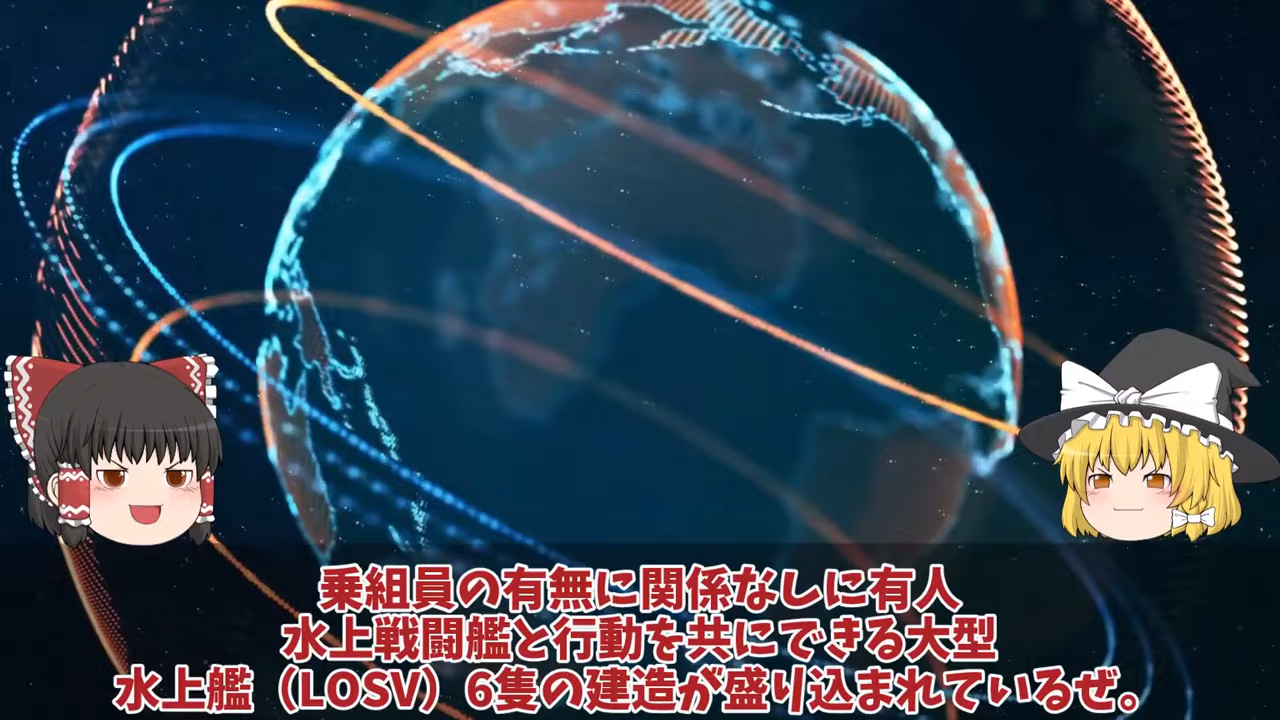 乗組員の有無に関係なしに有人
水上戦闘艦と行動を共にできる大型
水上艦（LOSV）6隻の建造が盛り込まれているぜ。